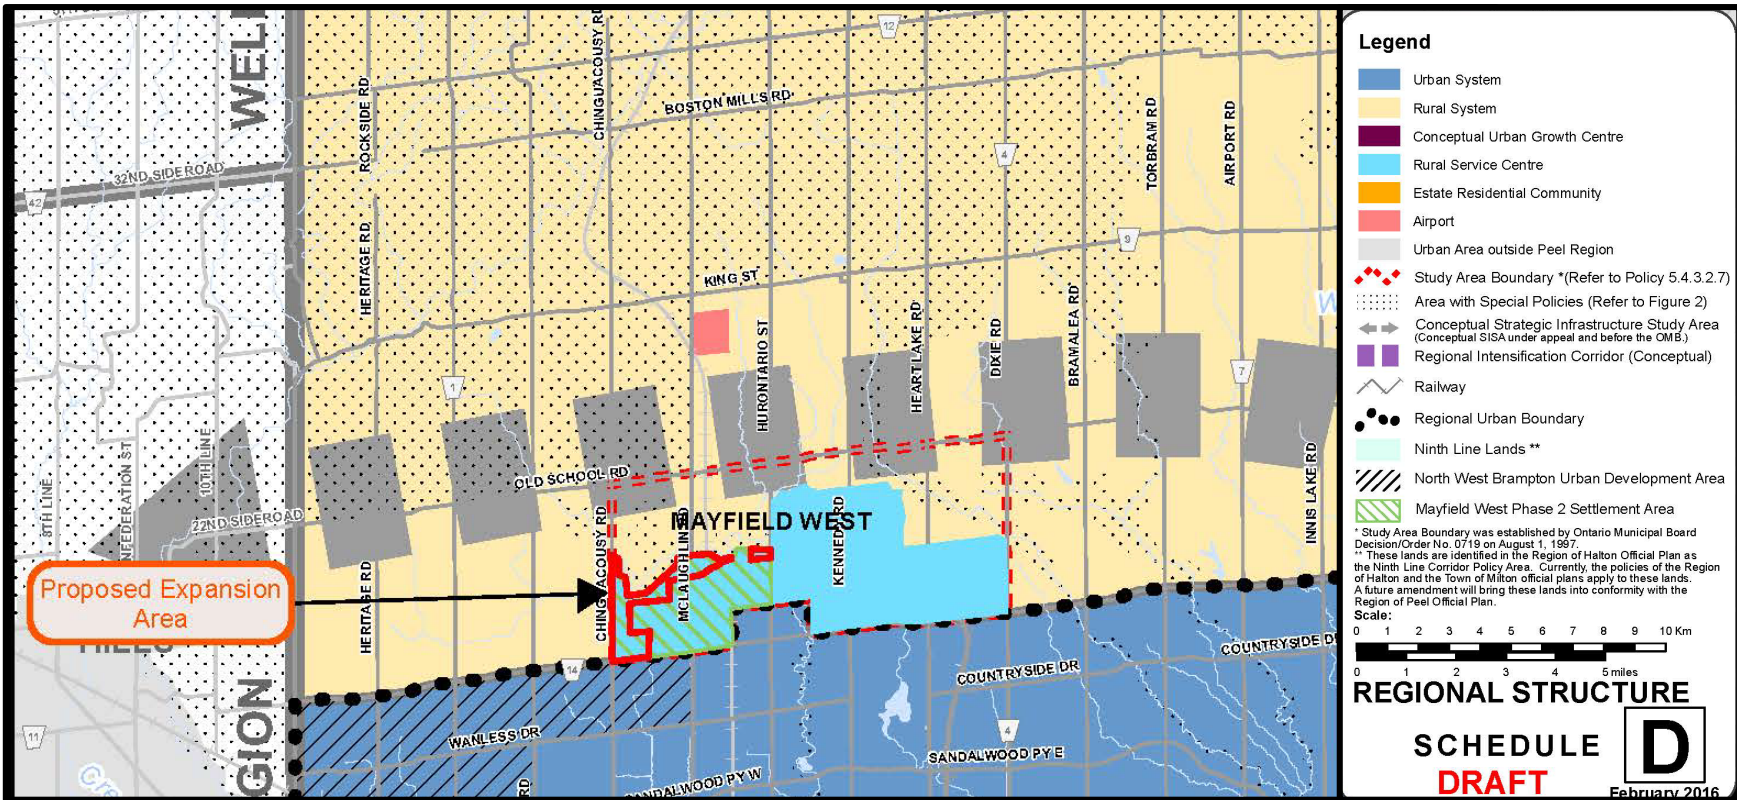 WELL
CHINGUACOUSY RD
12
BOSTON MILLS RD
ROCKSIDE RD
32ND SIDEROAD
42
4
TORBRAM RD
AIRPORT RD
HERITAGE RD
9
KING ST
HURONTARIO ST
HEART LAKE RD
DIXIE RD
BRAMALEA RD
W
1
7
OLD SCHOOL RD
8TH LINE
10TH LINE
22ND SIDEROAD
INNIS LAKE RD
MAYFIELD WEST
CHINGUACOUSY RD
MCLAUGHLIN RD
KENNEDY RD
Proposed Expansion
Area
HERITAGE RD
HILLS
14
COUNTRYSIDE DR
COUNTRYSIDE DR
WANLESS DR
11
4
SANDALWOOD PY E
SANDALWOOD PY W
GION
RD
Gre
Legend
Urban System
Rural System
Conceptual Urban Growth Centre
Rural Service Centre
Estate Residential Community
Airport
Urban Area outside Peel Region
Study Area Boundary *(Refer to Policy 5.4.3.2.7)
Area with Special Policies (Refer to Figure 2)
Conceptual Strategic Infrastructure Study Area
(Conceptual SISA under appeal and before the OMB.)
Regional Intensification Corridor (Conceptual)
Railway
Regional Urban Boundary
Ninth Line Lands **
North West Brampton Urban Development Area
Mayfield West Phase 2 Settlement Area
* Study Area Boundary was established by Ontario Municipal Board
Decision/Order No. 0719 on August 1, 1997.
** These lands are identified in the Region of Halton Official Plan as
the Ninth Line Corridor Policy Area. Currently, the policies of the Region
of Halton and the Town of Milton official plans apply to these lands.
A future amendment will bring these lands into conformity with the
Region of Peel Official Plan.
Scale:
0 1 2 3 4 5 6 7 8 9 10 Km
0 1 2 3 4 5 miles
REGIONAL STRUCTURE
SCHEDULE D
DRAFT
February 2016